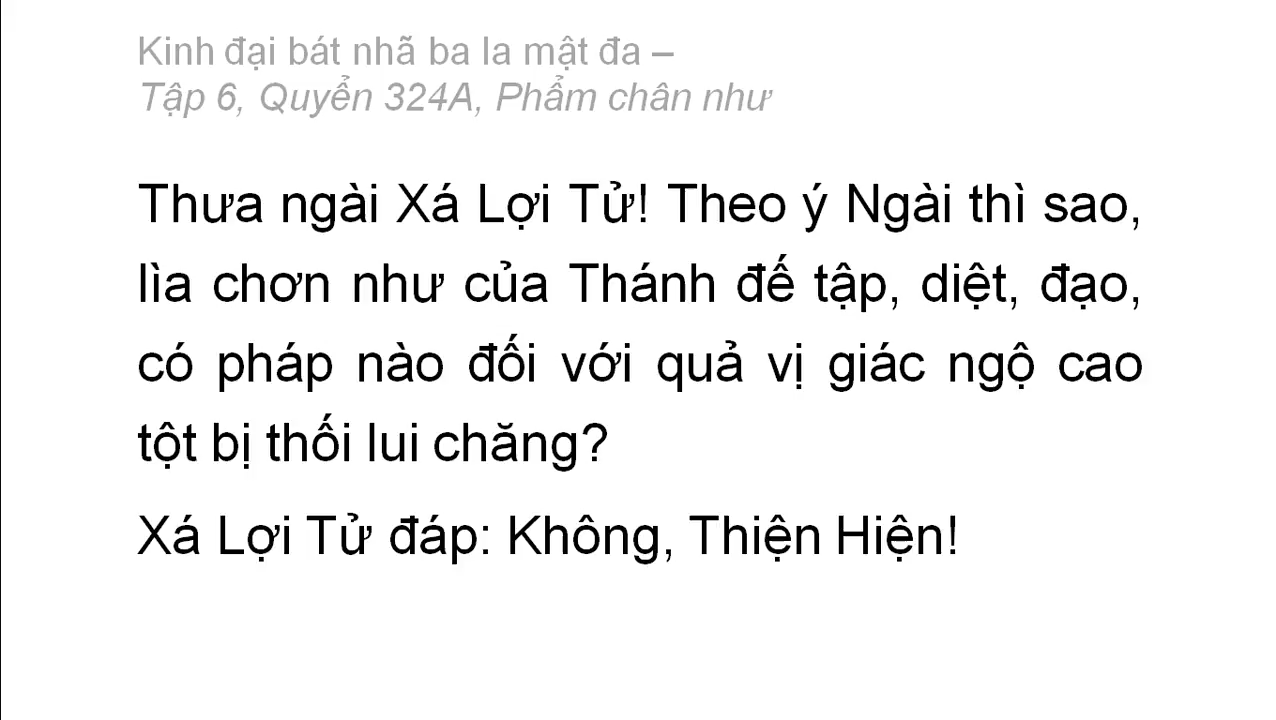 Kinh đại bát nhã ba la mật đa –
Tập 6, Quyển 324A, Phẩm chân như
Thưa ngài Xá Lợi Tử! Theo ý Ngài thì sao,
lìa chơn như của Thánh đế tập, diệt, đạo,
có pháp nào đối với quả vị giác ngộ cao
tột bị thối lui chăng?
Xá Lợi Tử đáp: Không, Thiện Hiện!